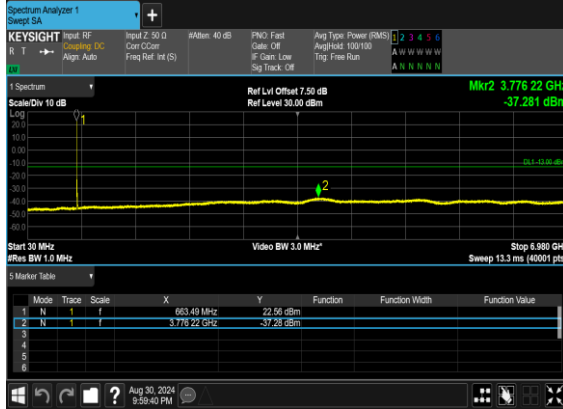 Spectrum Analyzer 1
Swept SA
+
KEYSIGHT
R T
Input: RF
Coupling: DC
Align: Auto
Input Z: 50 Ω
Corr CCorr
Freq Ref: Int (S)
#Atten: 40 dB
PNO: Fast
Gate: Off
IF Gain: Low
Sig Track: Off
Avg Type: Power (RMS)
Avg|Hold: 100/100
Trig: Free Run
1 2 3 4 5 6
A W W W W W
A N N N N N
1 Spectrum
Scale/Div 10 dB
Ref Lvl Offset 7.50 dB
Ref Level 30.00 dBm
Mkr2 3.776 22 GHz
-37.281 dBm
Log
20.0
10.0
0.00
-10.0
-20.0
-30.0
-40.0
-50.0
-60.0
1
2
DL1 -13.00 dBm
Start 30 MHz
#Res BW 1.0 MHz
Video BW 3.0 MHz*
Stop 6.980 GHz
Sweep 13.3 ms (40001 pts)
5 Marker Table
Mode Trace Scale X Y Function Function Width Function Value
1 N 1 f 663.49 MHz 22.56 dBm
2 N 1 f 3.776 22 GHz -37.28 dBm
3
4
5
6
?
Aug 30, 2024
9:59:40 PM